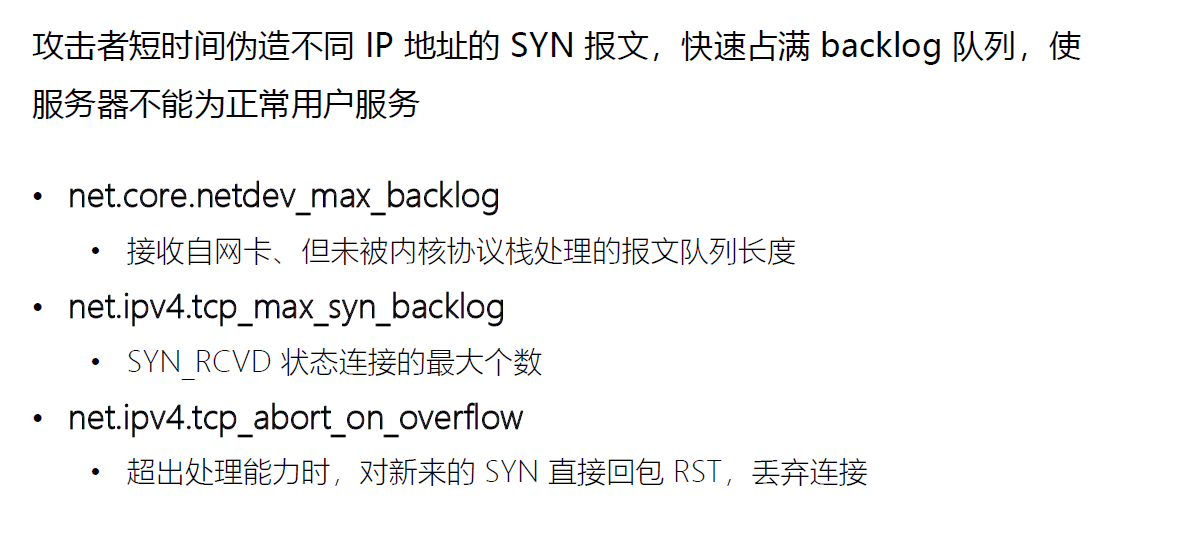 攻击者短时间伪造不同 IP 地址的 SYN 报文，快速占满 backlog 队列，使
服务器不能为正常用户服务
• net.core.netdev_max_backlog
• 接收自网卡、但未被内核协议栈处理的报文队列长度
• net.ipv4.tcp_max_syn_backlog
• SYN_RCVD 状态连接的最大个数
• net.ipv4.tcp_abort_on_overflow
• 超出处理能力时，对新来的 SYN 直接回包 RST，丢弃连接